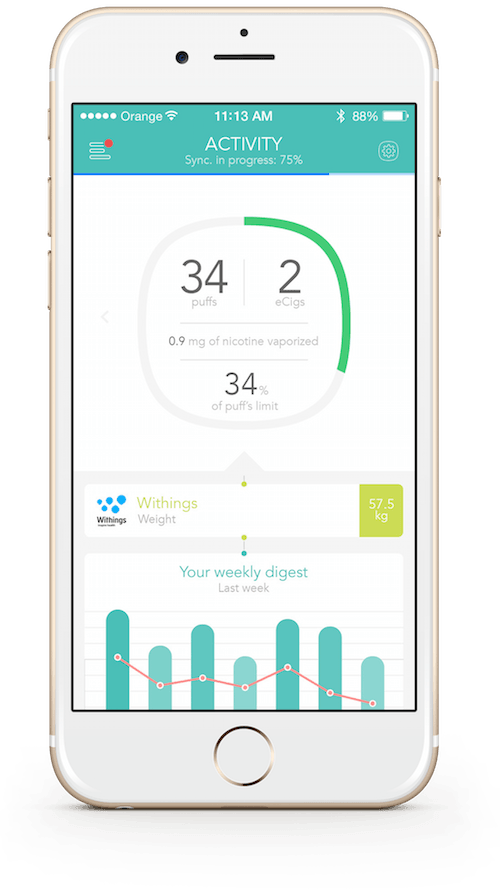 Orange 11:13 AM 88%
ACTIVITY
Sync. in progress: 75%
34 2
puffs eCigs
0.9 mg of nicotine vaporized
34%
of puff's limit
Withings
Withings
Weight
57.5
kg
Your weekly digest
Last week